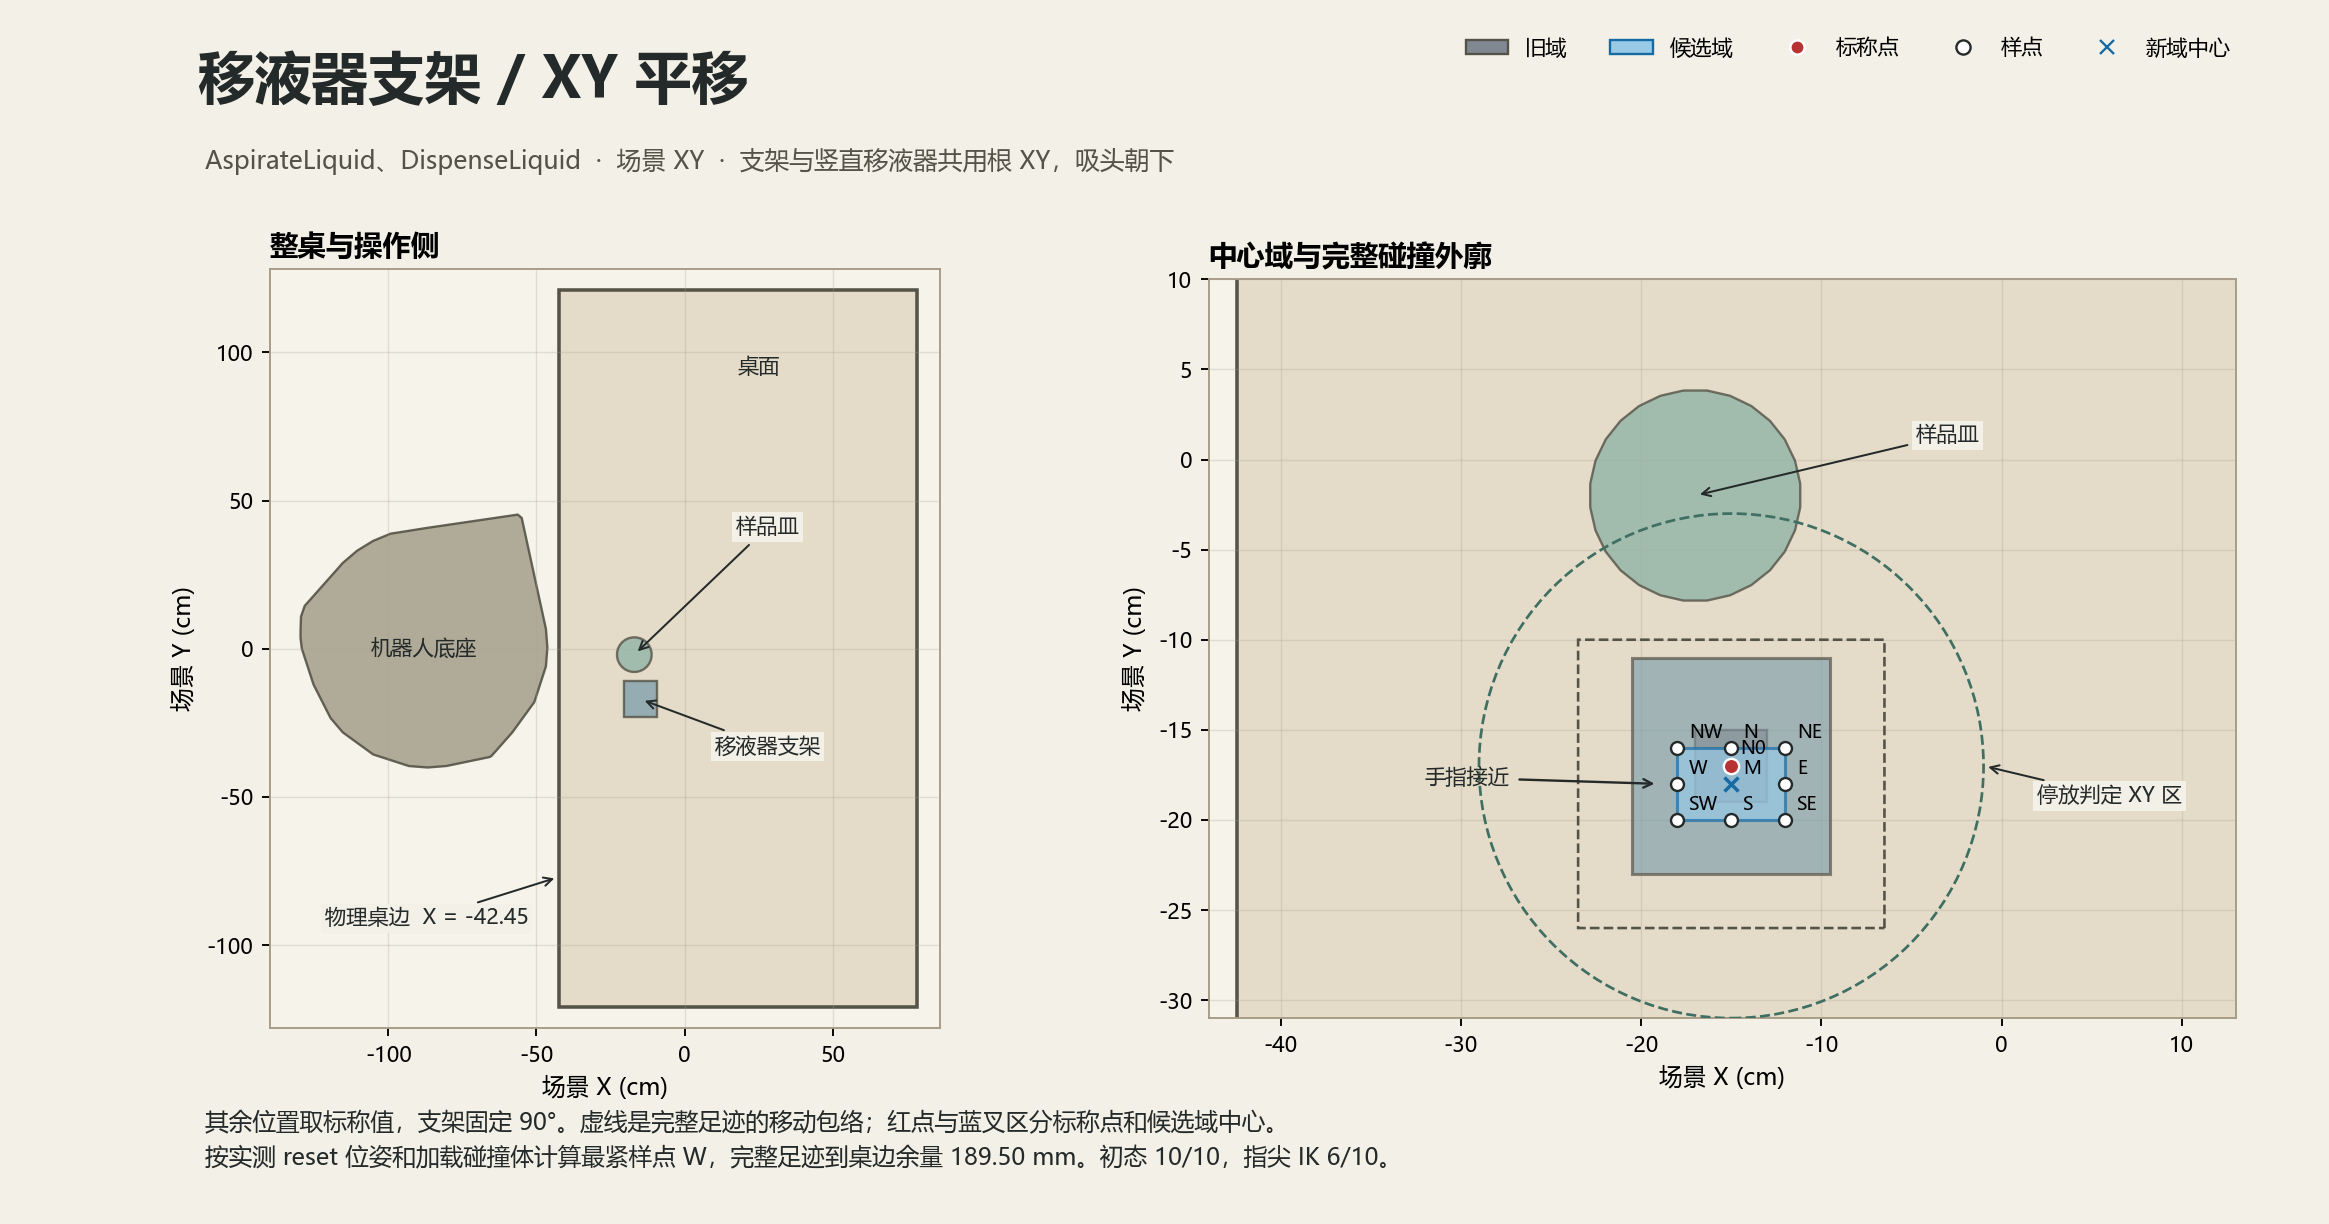 移液器支架 / XY 平移
旧域
候选域
标称点
样点
新域中心
AspirateLiquid、DispenseLiquid · 场景 XY · 支架与竖直移液器共用根 XY，吸头朝下
整桌与操作侧
100
50
0
-50
-100
场景 Y (cm)
桌面
样品皿
机器人底座
移液器支架
物理桌边 X = -42.45
-100
-50
0
50
场景 X (cm)
中心域与完整碰撞外廓
10
5
0
-5
-10
-15
-20
-25
-30
场景 Y (cm)
样品皿
NW
N
NE
N0
W
M
E
SW
S
SE
手指接近
停放判定 XY 区
-40
-30
-20
-10
0
10
场景 X (cm)
其余位置取标称值，支架固定 90°。虚线是完整足迹的移动包络；红点与蓝叉区分标称点和候选域中心。
按实测 reset 位姿和加载碰撞体计算最紧样点 W，完整足迹到桌边余量 189.50 mm。初态 10/10，指尖 IK 6/10。